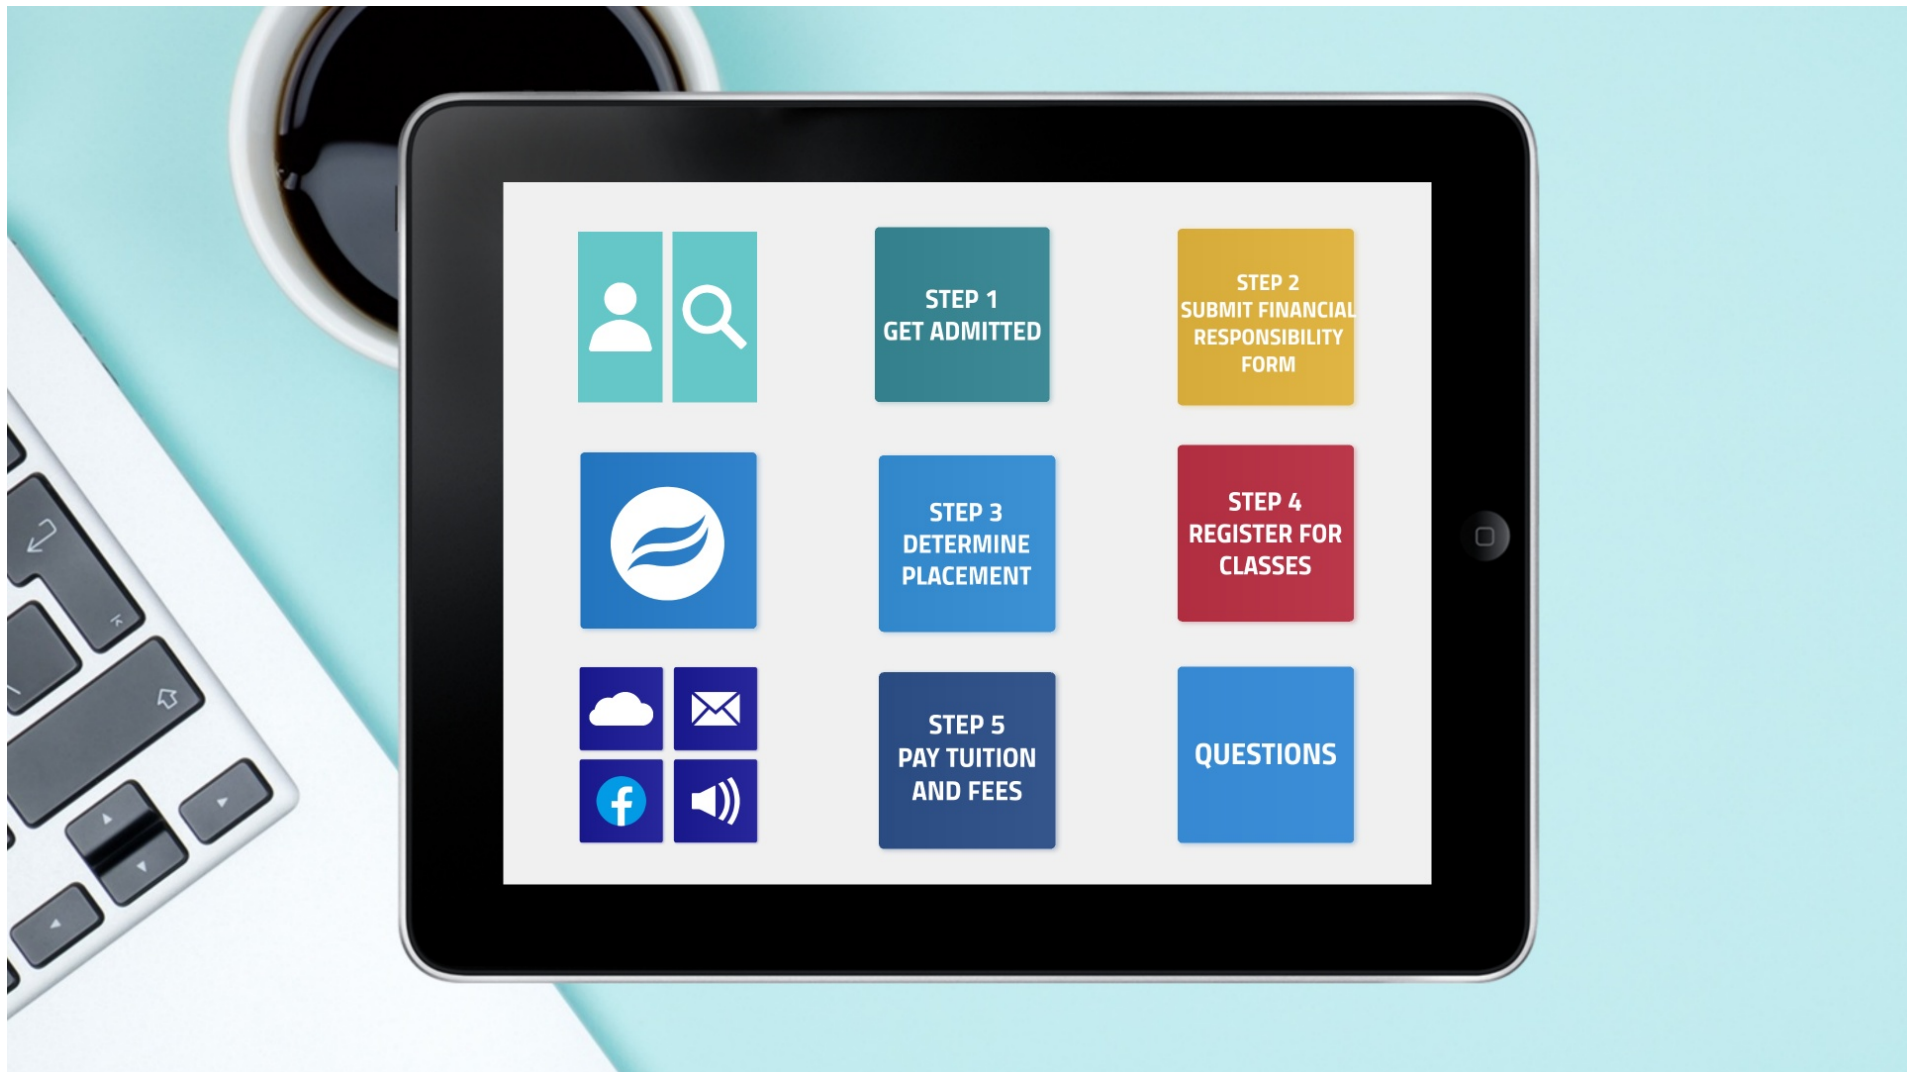 STEP 1
GET ADMITTED
STEP 2
SUBMIT FINANCIAL
RESPONSIBILITY
FORM
STEP 3
DETERMINE
PLACEMENT
STEP 4
REGISTER FOR
CLASSES
STEP 5
PAY TUITION
AND FEES
QUESTIONS